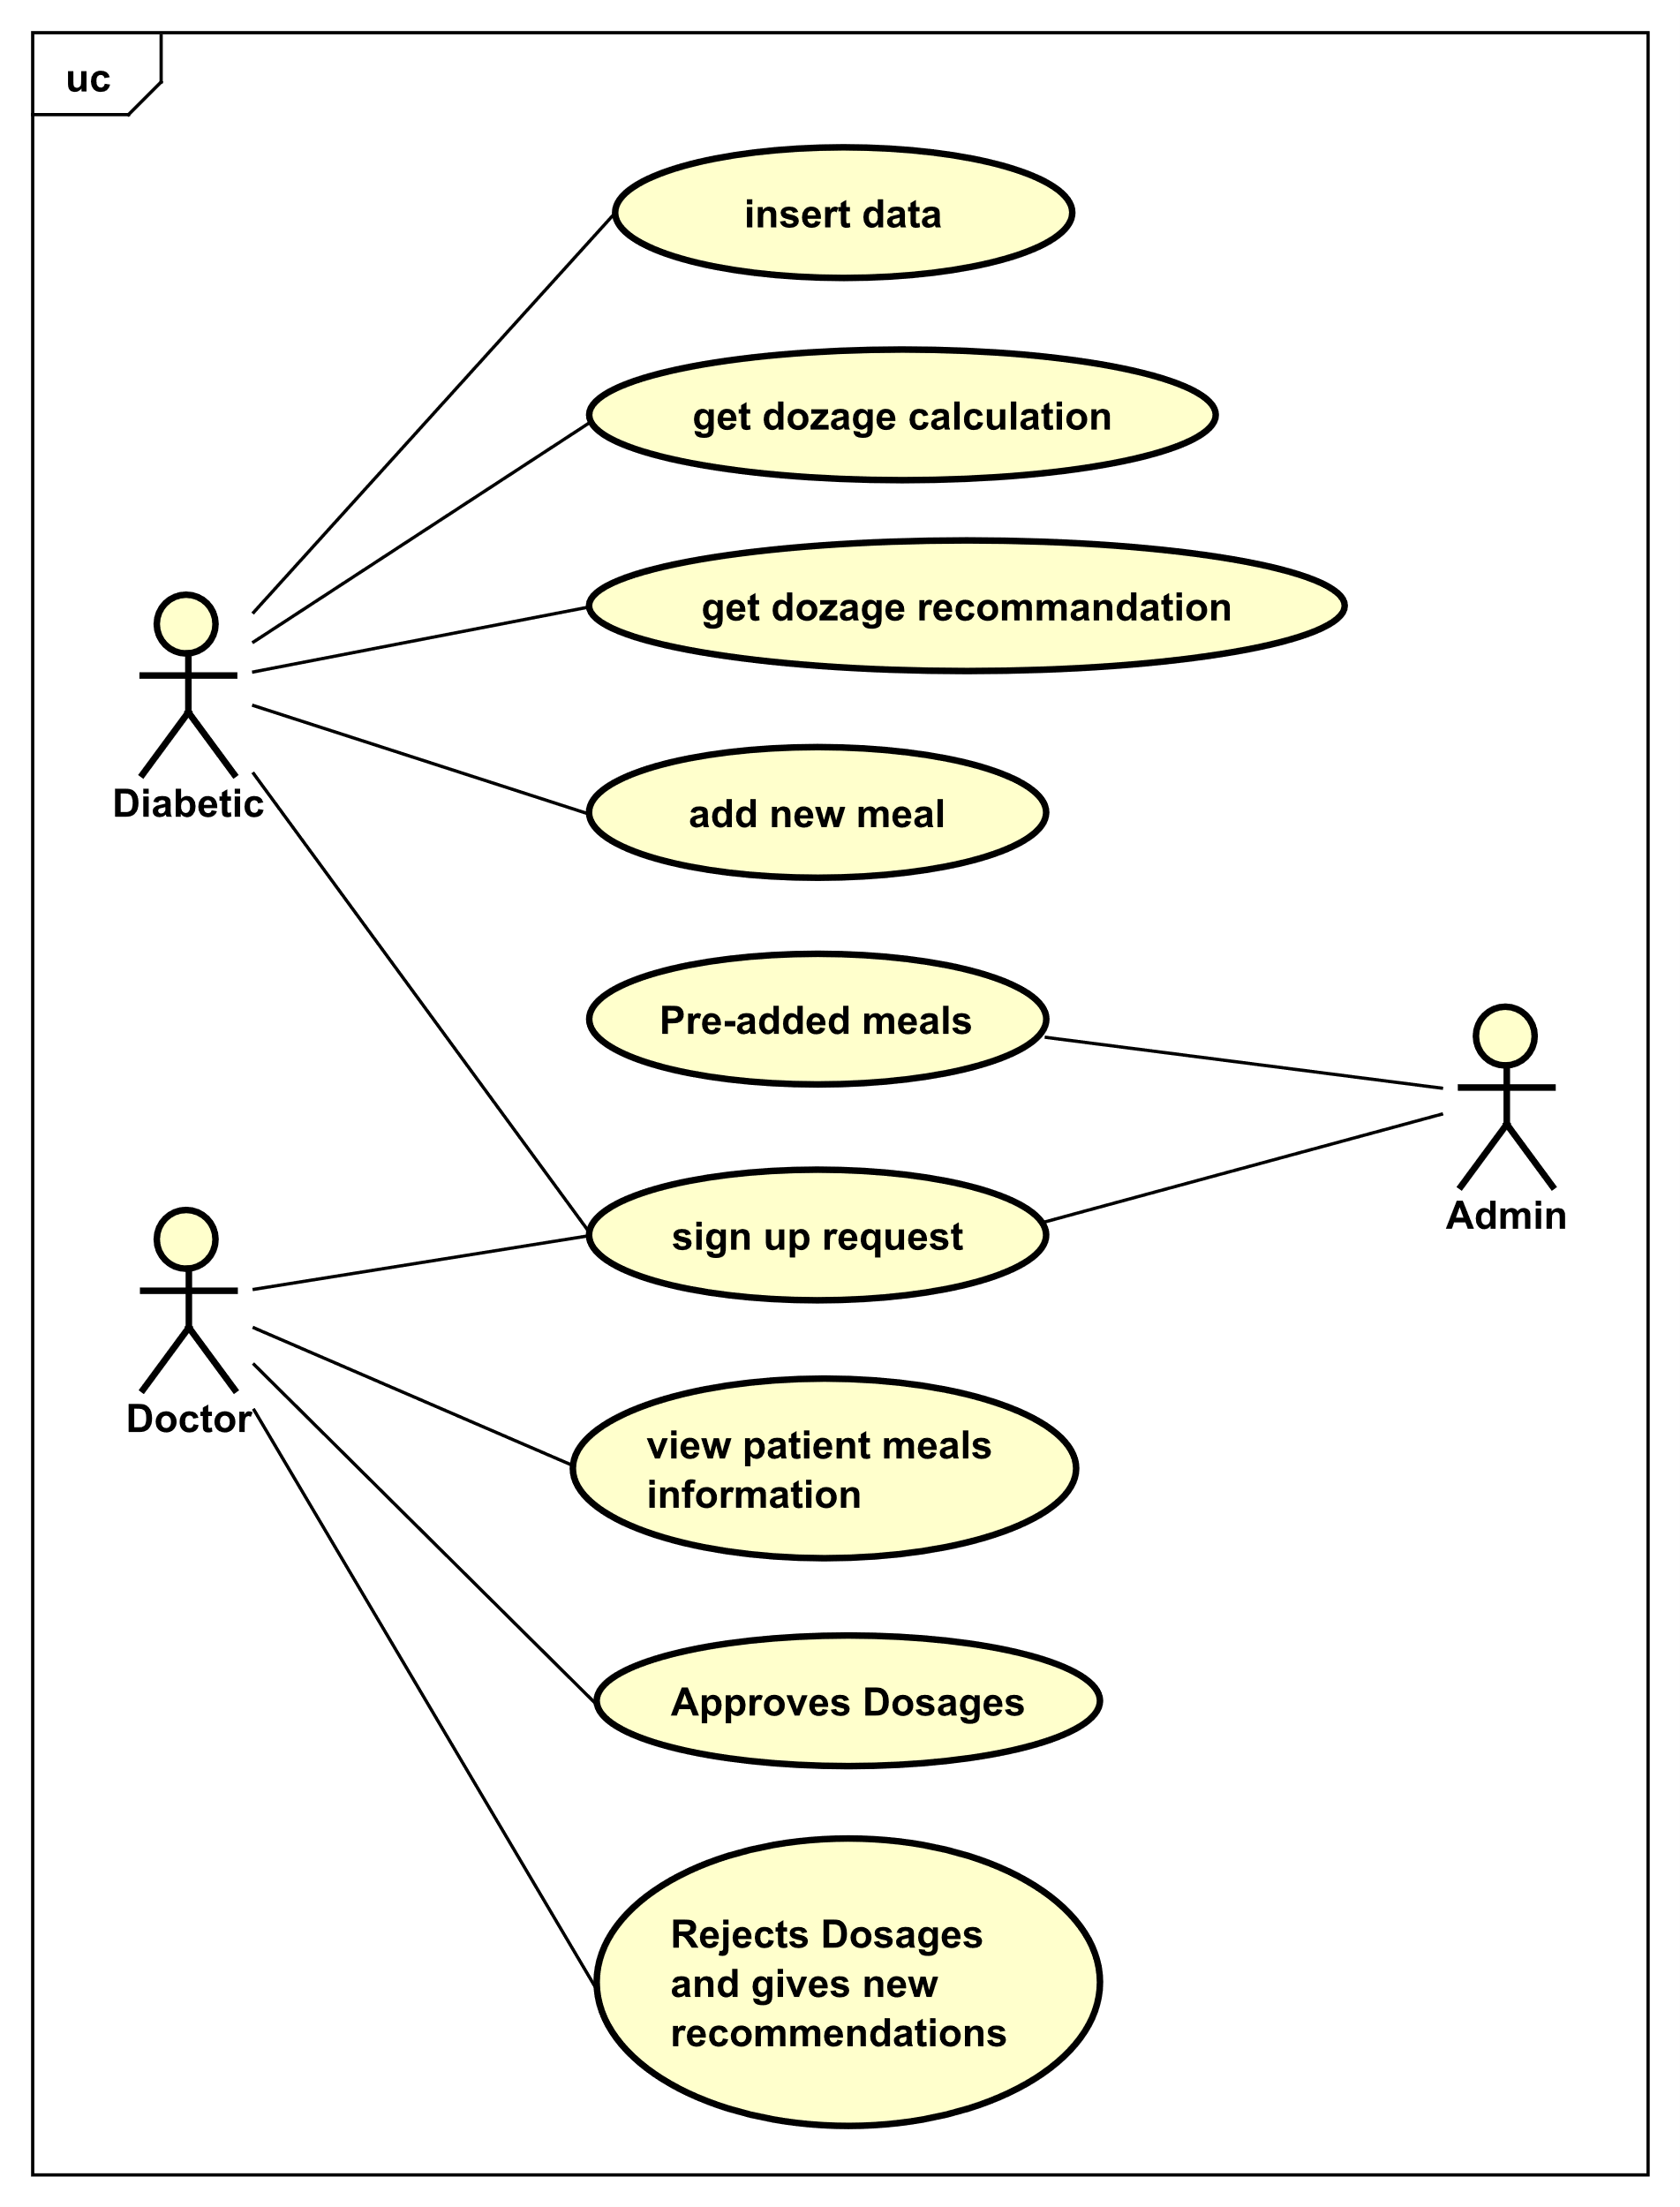 uc
insert data
get dozage calculation
get dozage recommandation
Diabetic
add new meal
Pre-added meals
Admin
sign up request
Doctor
view patient meals
information
Approves Dosages
Rejects Dosages
and gives new
recommendations